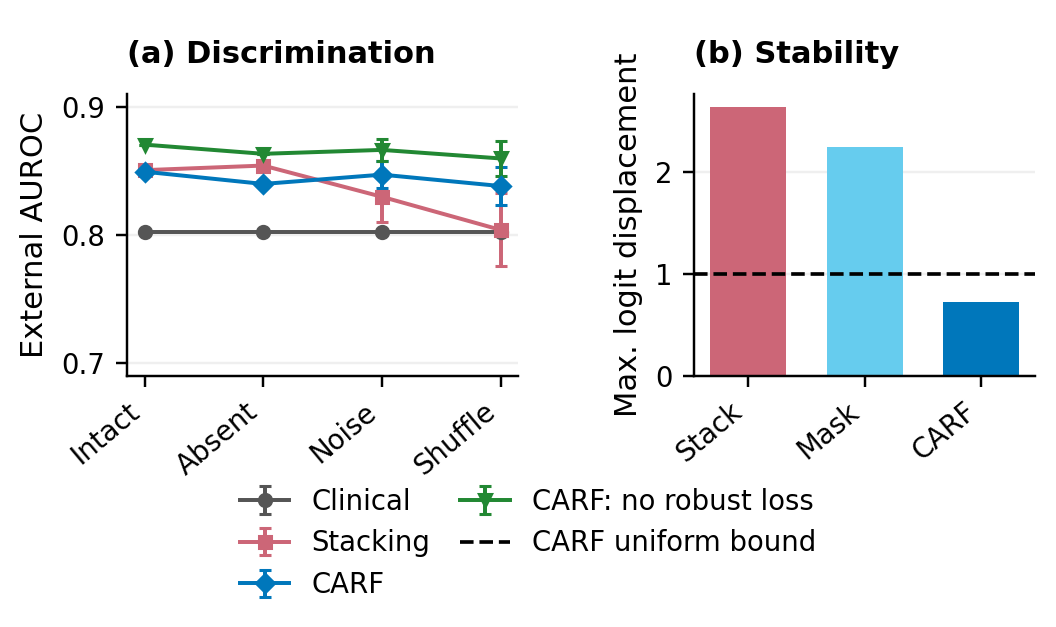 (a) Discrimination
External AUROC
0.9
0.8
0.7
Intact
Absent
Noise
Shuffle
(b) Stability
Max. logit displacement
2
1
0
Stack
Mask
CARF
Clinical
Stacking
CARF
CARF: no robust loss
CARF uniform bound